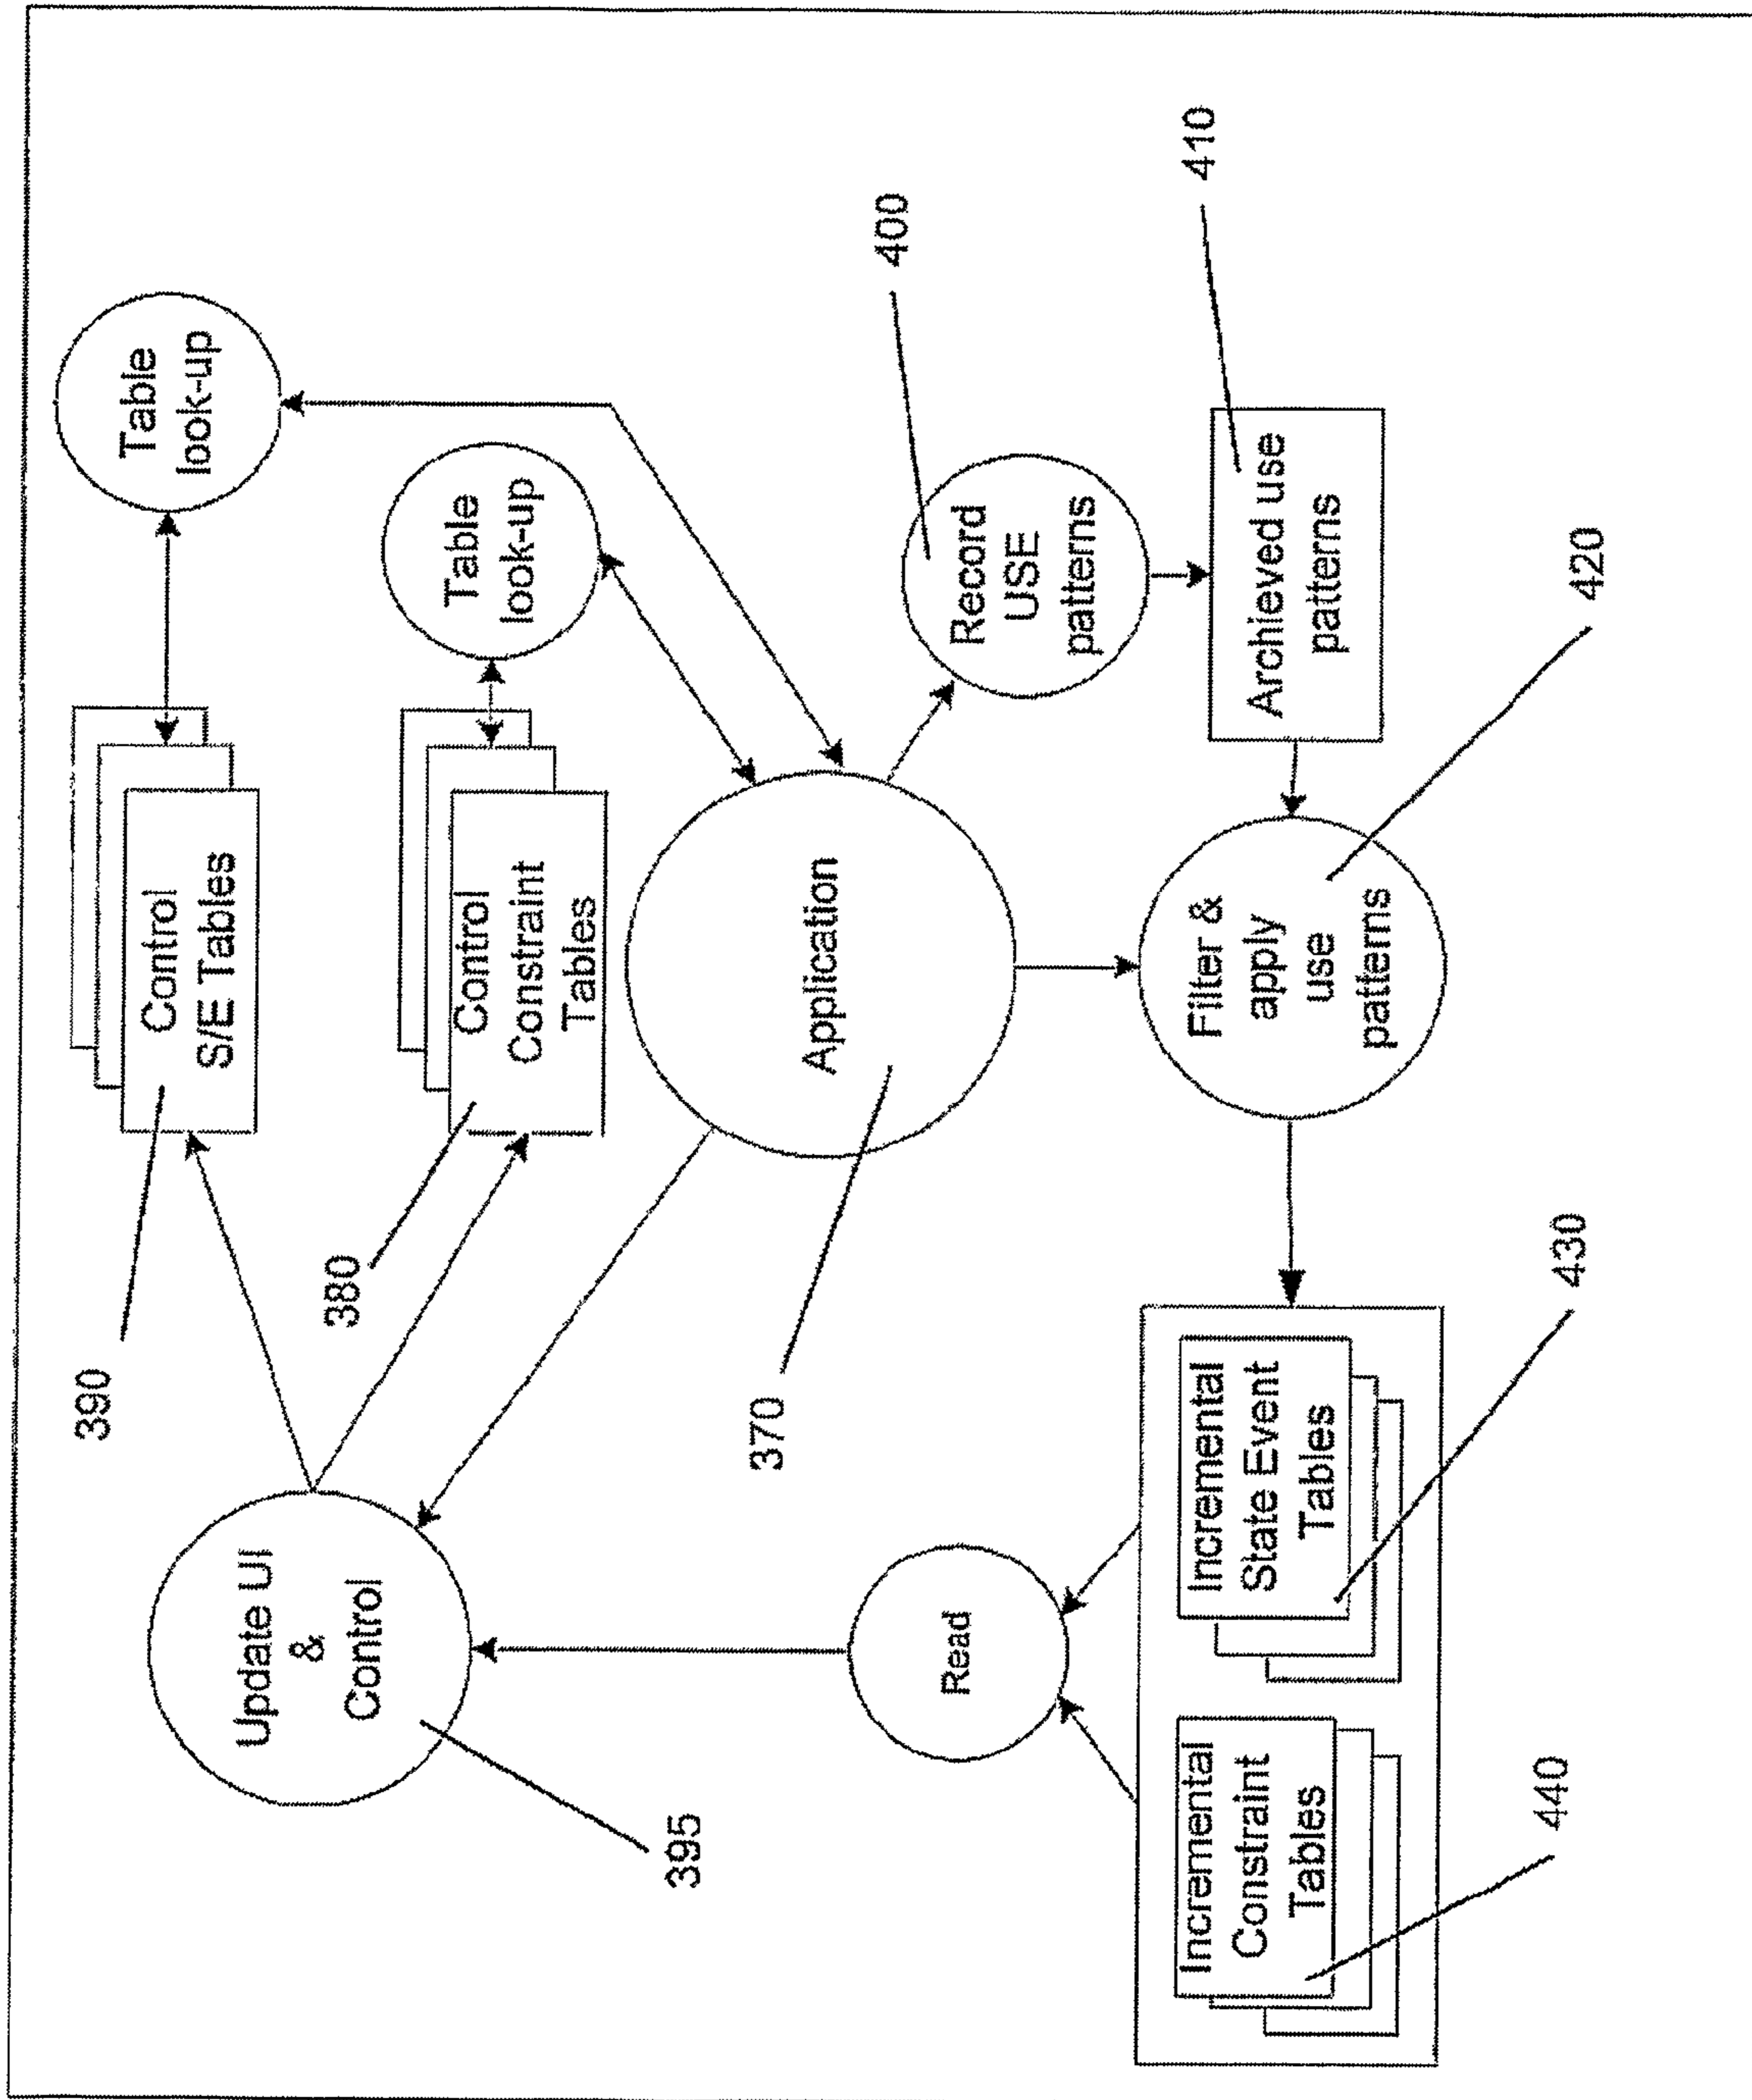 390
Control
S/E Tables
Table
look-up
Update UI
&
Control
380
Control
Constraint
Tables
Table
look-up
395
370
Application
400
Read
Record
USE
patterns
410
Incremental
Constraint
Tables
Incremental
State Event
Tables
Filter &
apply
use
patterns
Archieved use
patterns
440
430
420